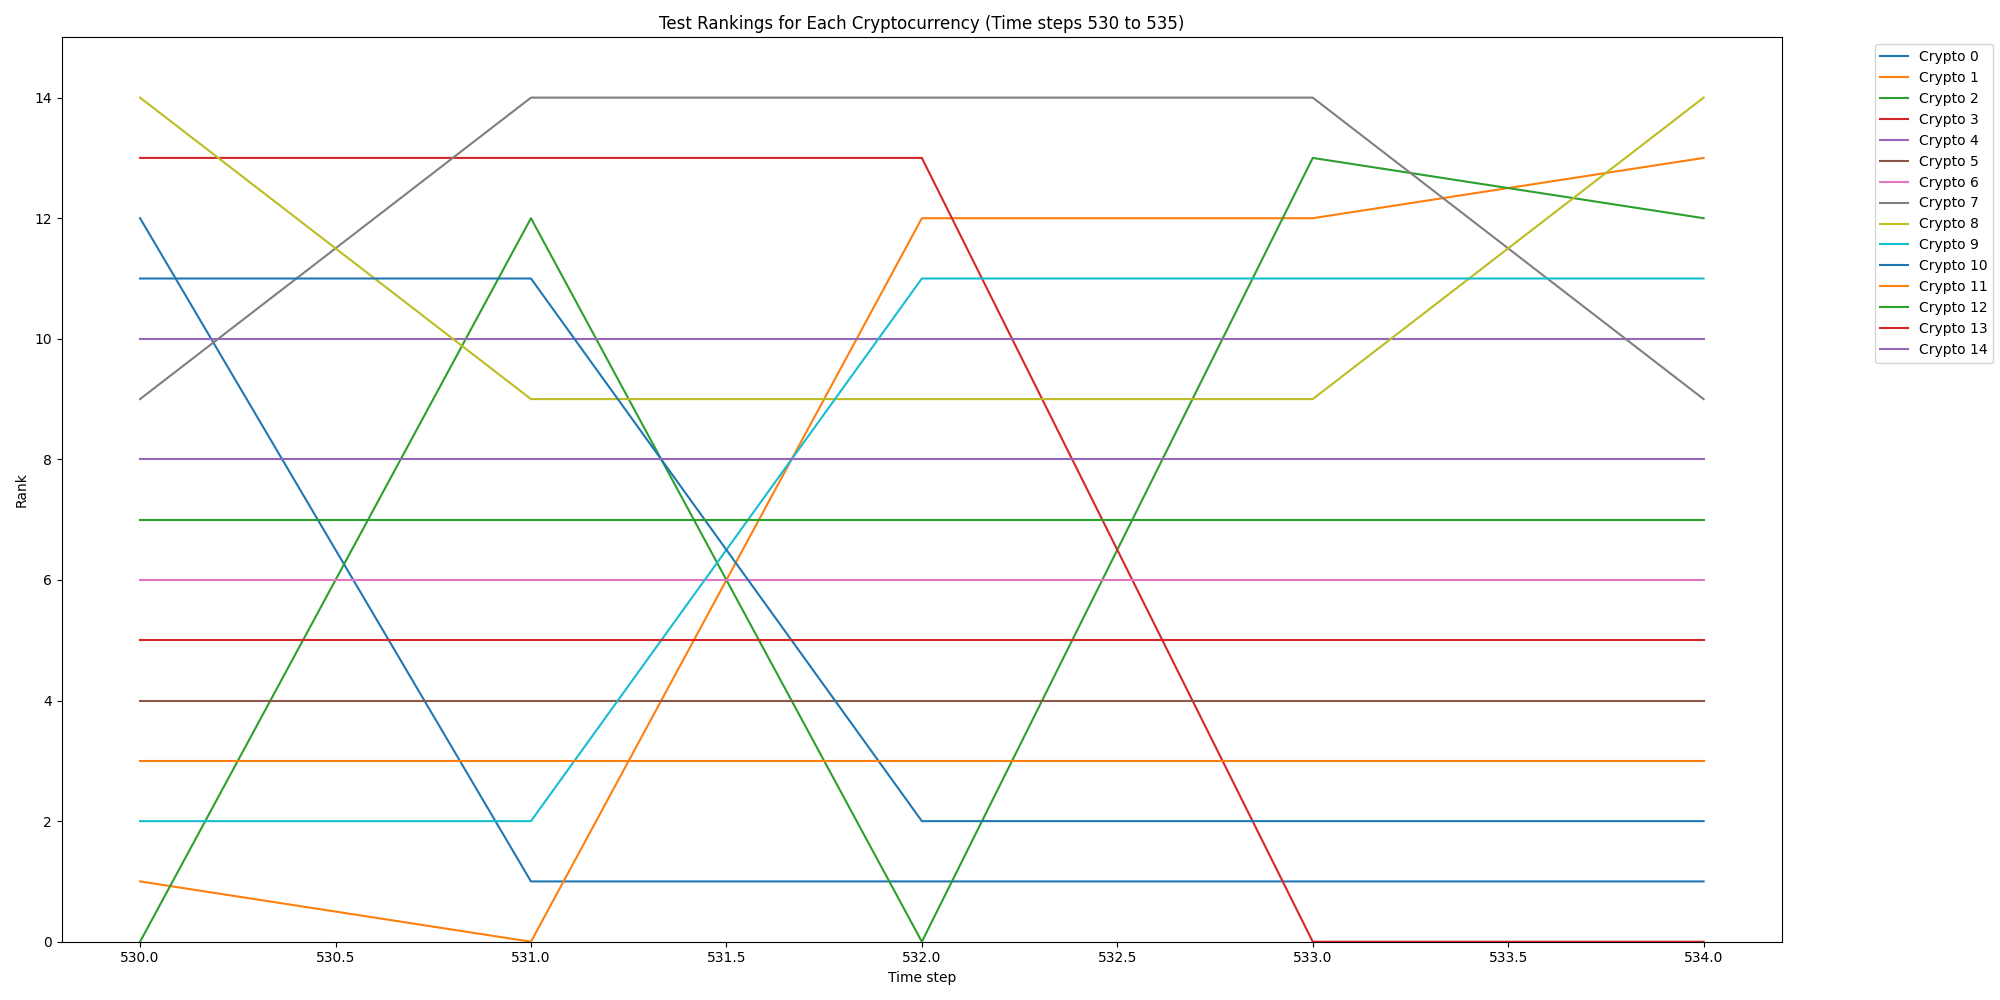 Test Rankings for Each Cryptocurrency (Time steps 530 to 535)
Crypto 0
Crypto 1
Crypto 2
Crypto 3
Crypto 4
Crypto 5
Crypto 6
Crypto 7
Crypto 8
Crypto 9
Crypto 10
Crypto 11
Crypto 12
Crypto 13
Crypto 14
Rank
14
12
10
8
6
4
2
0
530.0 530.5 531.0 531.5 532.0 532.5 533.0 533.5 534.0
Time step